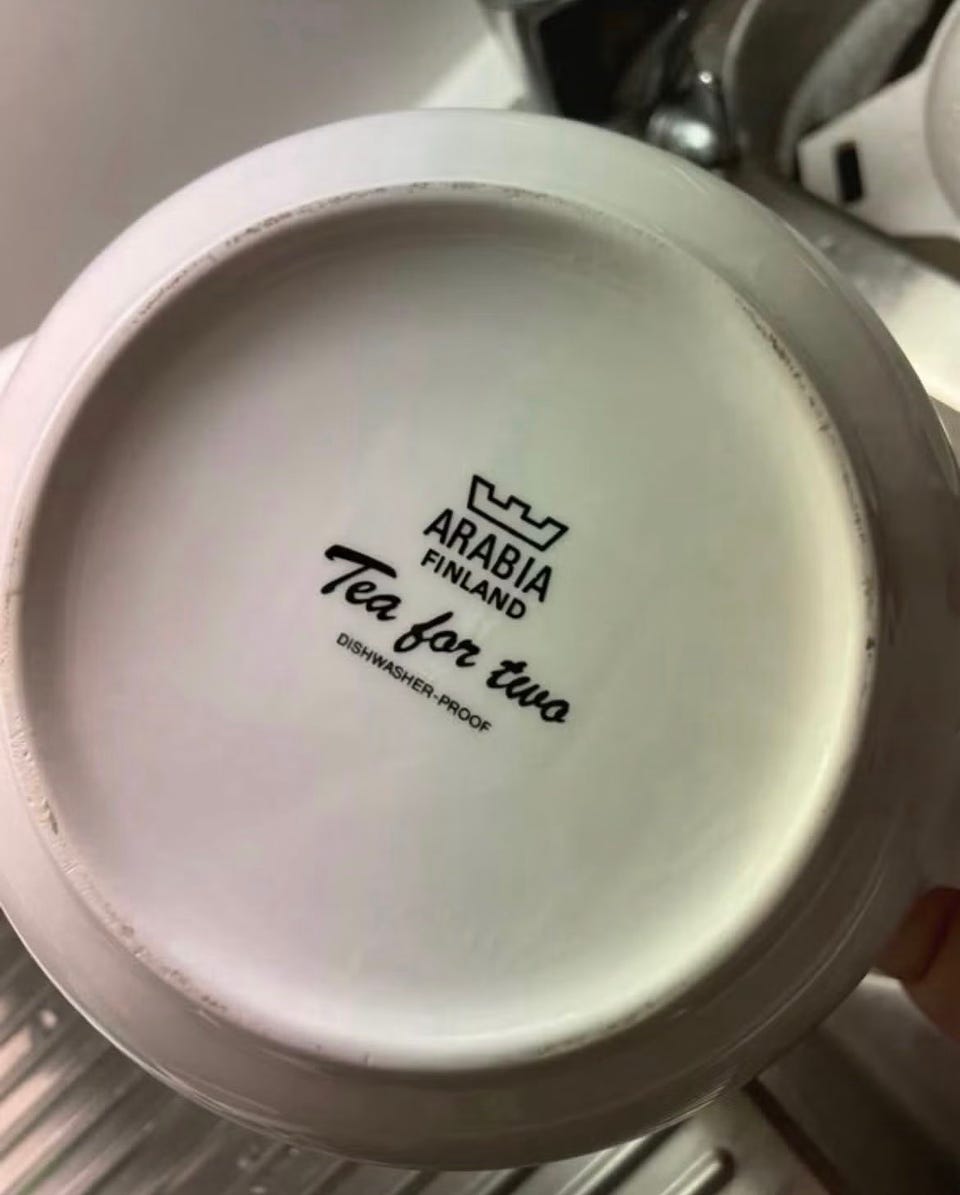 ARABIA
FINLAND
Tea for two
DISHWASHER-PROOF